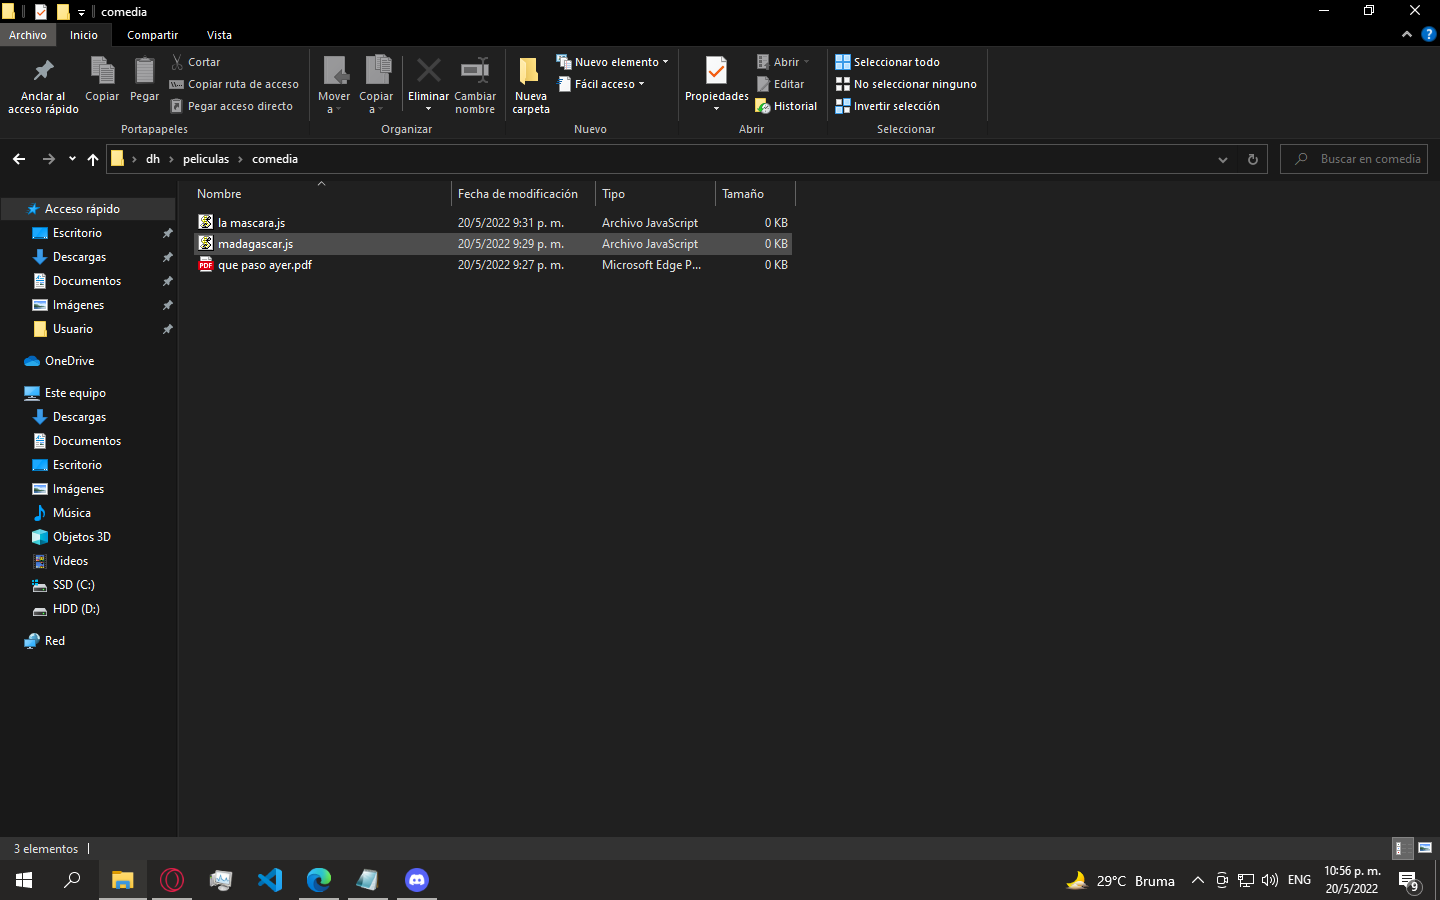 comedia
Archivo Inicio Compartir Vista
Anclar al
acceso rápido
Copiar
Pegar
Cortar
Copiar ruta de acceso
Pegar acceso directo
Portapapeles
Mover
a
Copiar
a
Eliminar
Cambiar
nombre
Organizar
Nueva
carpeta
Nuevo elemento
Fácil acceso
Nuevo
Propiedades
Abrir
Editar
Historial
Abrir
Seleccionar todo
No seleccionar ninguno
Invertir selección
Seleccionar
dh > peliculas > comedia
Buscar en comedia
Acceso rápido
Escritorio
Descargas
Documentos
Imágenes
Usuario
OneDrive
Este equipo
Descargas
Documentos
Escritorio
Imágenes
Música
Objetos 3D
Videos
SSD (C:)
HDD (D:)
Red
Nombre Fecha de modificación Tipo Tamaño
la mascara.js 20/5/2022 9:31 p. m. Archivo JavaScript 0 KB
madagascar.js 20/5/2022 9:29 p. m. Archivo JavaScript 0 KB
PDF que paso ayer.pdf 20/5/2022 9:27 p. m. Microsoft Edge P... 0 KB
3 elementos
29°C Bruma
ENG
10:56 p. m.
20/5/2022
9